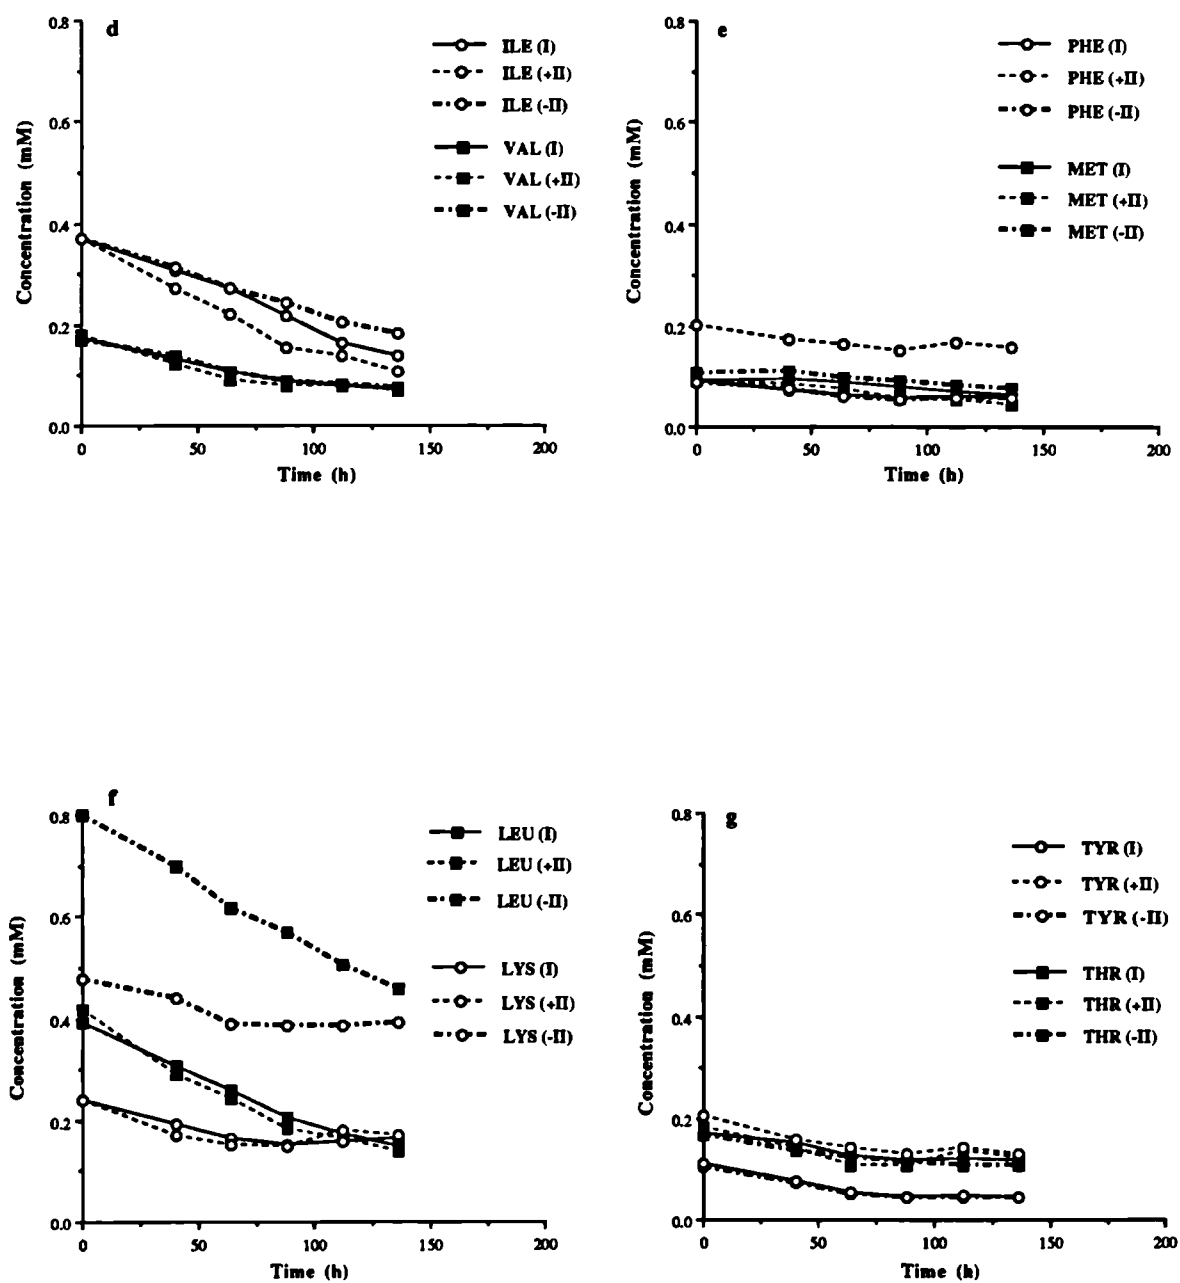 d
ILE (I)
ILE (+II)
ILE (-II)
VAL (I)
VAL (+II)
VAL (-II)
Concentration (mM)
0.8
0.6
0.4
0.2
0.0
0 50 100 150 200
Time (h)
e
PHE (I)
PHE (+II)
PHE (-II)
MET (I)
MET (+II)
MET (-II)
Concentration (mM)
0.8
0.6
0.4
0.2
0.0
0 50 100 150 200
Time (h)
f
LEU (I)
LEU (+II)
LEU (-II)
LYS (I)
LYS (+II)
LYS (-II)
Concentration (mM)
0.8
0.6
0.4
0.2
0.0
0 50 100 150 200
Time (h)
g
TYR (I)
TYR (+II)
TYR (-II)
THR (I)
THR (+II)
THR (-II)
Concentration (mM)
0.8
0.6
0.4
0.2
0.0
0 50 100 150 200
Time (h)